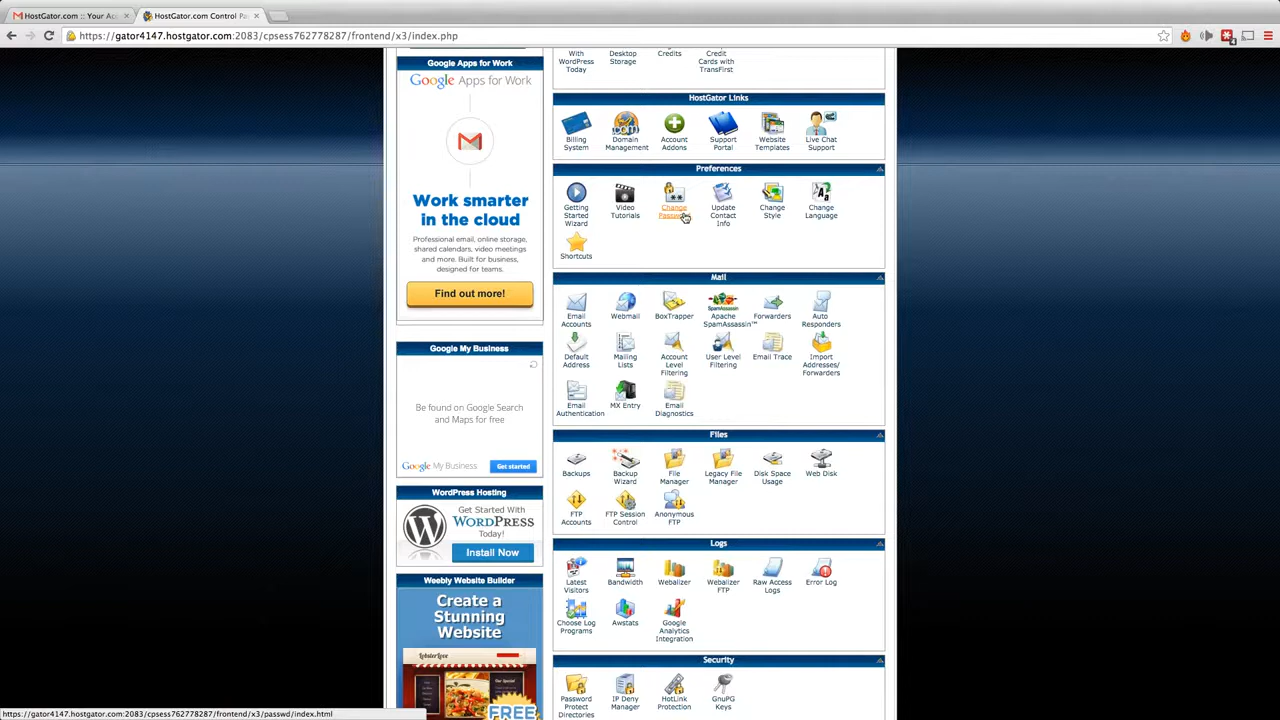 HostGator.com :: Your Acc
HostGator.com Control Pa
https://gator4147.hostgator.com:2083/cpsess762778287/frontend/x3/index.php
4
Google Apps for Work
Google Apps for Work
Work smarter
in the cloud
Professional email, online storage,
shared calendars, video meetings
and more. Built for business,
designed for teams.
Find out more!
Google My Business
Be found on Google Search
and Maps for free
Google My Business
Get started
WordPress Hosting
Get Started With
WORDPRESS
Today!
Install Now
Weebly Website Builder
Create a
Stunning
Website
LobsterLove
FREE
With
WordPress
Today
Desktop
Storage
Credits
Credit
Cards with
TransFirst
HostGator Links
Billing
System
Domain
Management
Account
Addons
Support
Portal
Website
Templates
Live Chat
Support
Preferences
Getting
Started
Wizard
Video
Tutorials
Change
Password
Update
Contact
Info
Change
Style
Change
Language
Shortcuts
Mail
Email
Accounts
Webmail
BoxTrapper
Apache
SpamAssassin™
Forwarders
Auto
Responders
Default
Address
Mailing
Lists
Account
Level
Filtering
User Level
Filtering
Email Trace
Import
Addresses/
Forwarders
Email
Authentication
MX Entry
Email
Diagnostics
Files
Backups
Backup
Wizard
File
Manager
Legacy File
Manager
Disk Space
Usage
Web Disk
FTP
Accounts
FTP Session
Control
Anonymous
FTP
Logs
Latest
Visitors
Bandwidth
Webalizer
Webalizer
FTP
Raw Access
Logs
Error Log
Choose Log
Programs
Awstats
Google
Analytics
Integration
Security
Password
Protect
Directories
IP Deny
Manager
HotLink
Protection
GnuPG
Keys
https://gator4147.hostgator.com:2083/cpsess762778287/frontend/x3/passwd/index.html